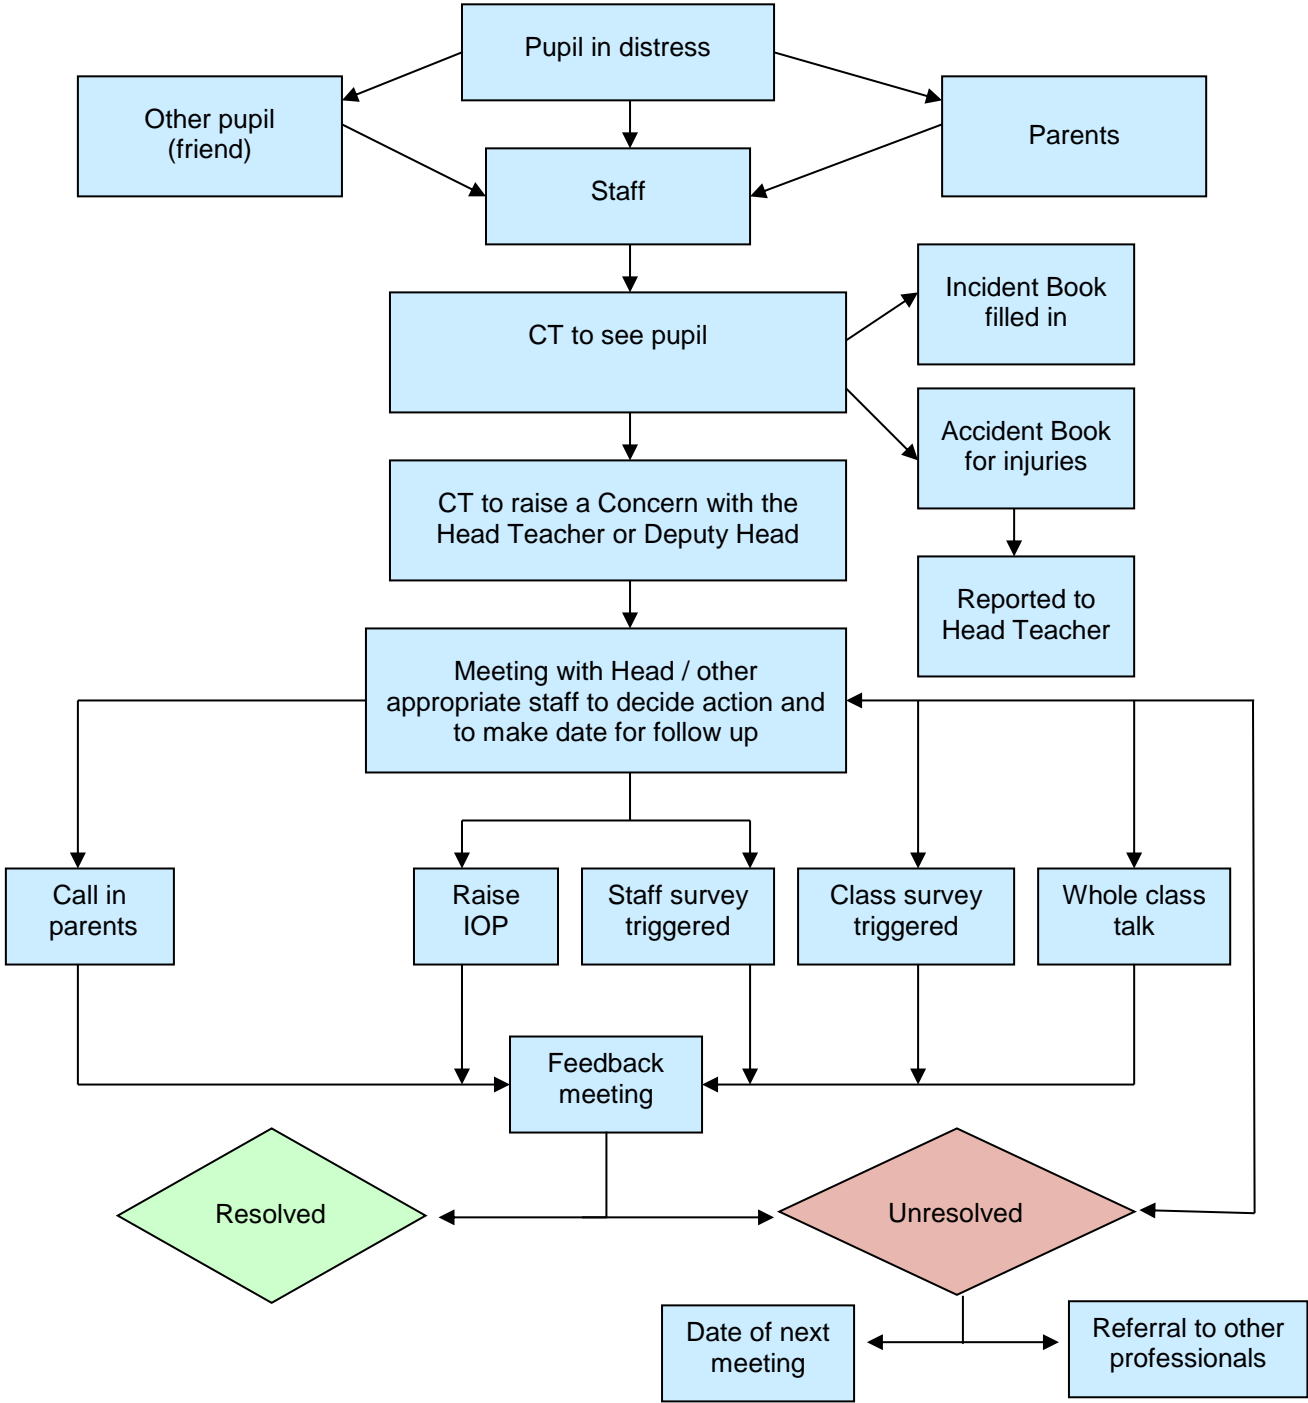 Pupil in distress
Other pupil
(friend)
Parents
Staff
Incident Book
filled in
CT to see pupil
Accident Book
for injuries
CT to raise a Concern with the
Head Teacher or Deputy Head
Reported to
Head Teacher
Meeting with Head / other
appropriate staff to decide action and
to make date for follow up
Call in
parents
Raise
IOP
Staff survey
triggered
Class survey
triggered
Whole class
talk
Feedback
meeting
Resolved
Unresolved
Date of next
meeting
Referral to other
professionals